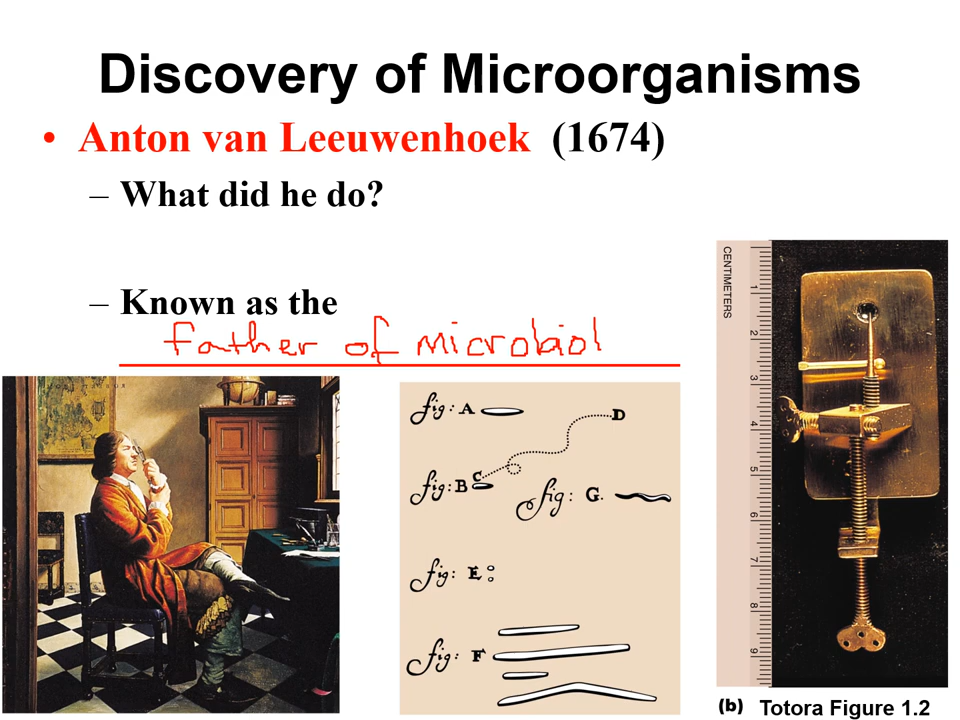 Discovery of Microorganisms
• Anton van Leeuwenhoek (1674)
– What did he do?
– Known as the
Father of Microbiol
fig: A
D
fig: B C
fig: G.
fig: E
fig: F
CENTIMETERS
1
2
3
4
5
6
7
8
9
(b) Totora Figure 1.2